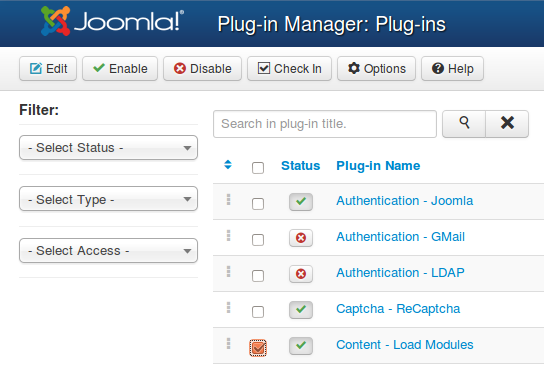 Joomla!®
Plug-in Manager: Plug-ins
Edit
Enable
Disable
Check In
Options
Help
Filter:
- Select Status -
- Select Type -
- Select Access -
Search in plug-in title.
Status Plug-in Name
Authentication - Joomla
Authentication - GMail
Authentication - LDAP
Captcha - ReCaptcha
Content - Load Modules